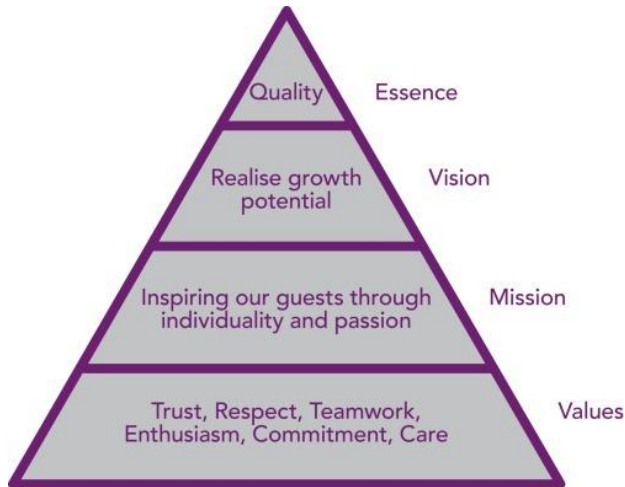 Quality
Essence
Realise growth
potential
Vision
Inspiring our guests through
individuality and passion
Mission
Trust, Respect, Teamwork,
Enthusiasm, Commitment, Care
Values